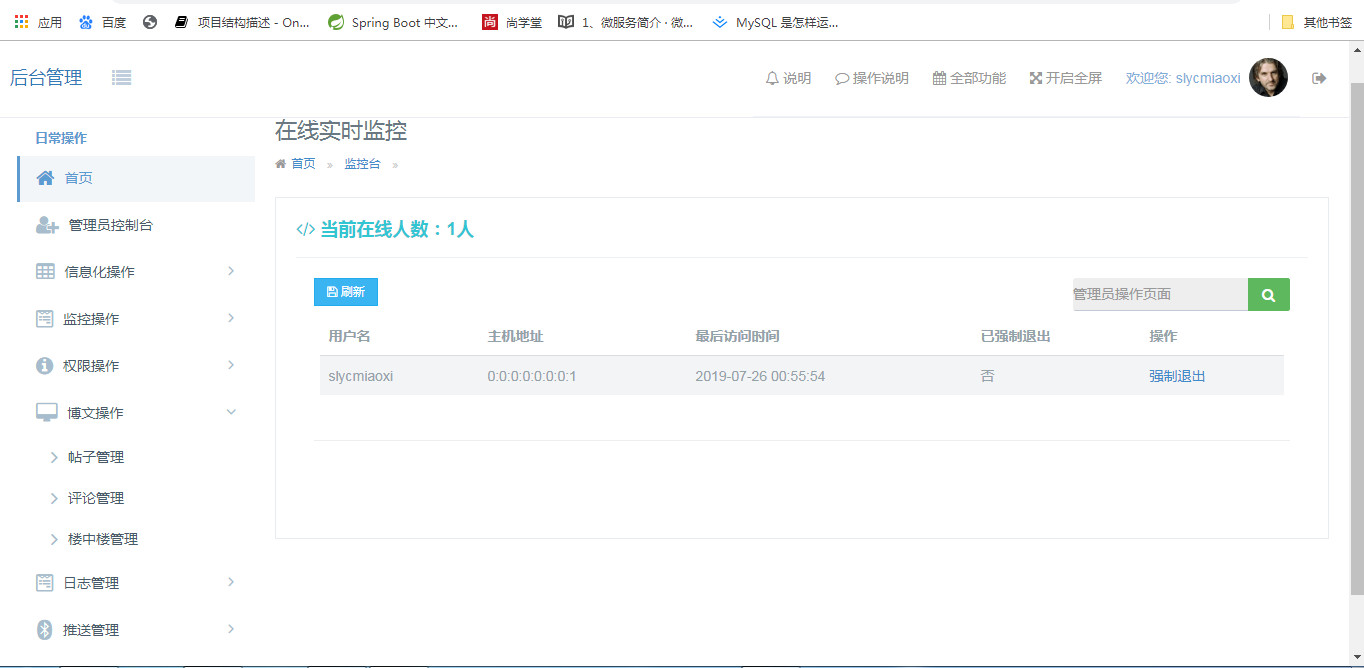 应用 百度 项目结构描述 - On... Spring Boot 中文... 尚 尚学堂 1、微服务简介 · 微... MySQL 是怎样运... 其他书签
后台管理 说明 操作说明 全部功能 开启全屏 欢迎您: slycmiaoxi
日常操作
首页
管理员控制台
信息化操作
监控操作
权限操作
博文操作
帖子管理
评论管理
楼中楼管理
日志管理
推送管理
在线实时监控
首页 » 监控台 »
</> 当前在线人数：1人
刷新 管理员操作页面
用户名 主机地址 最后访问时间 已强制退出 操作
slycmiaoxi 0:0:0:0:0:0:0:1 2019-07-26 00:55:54 否 强制退出